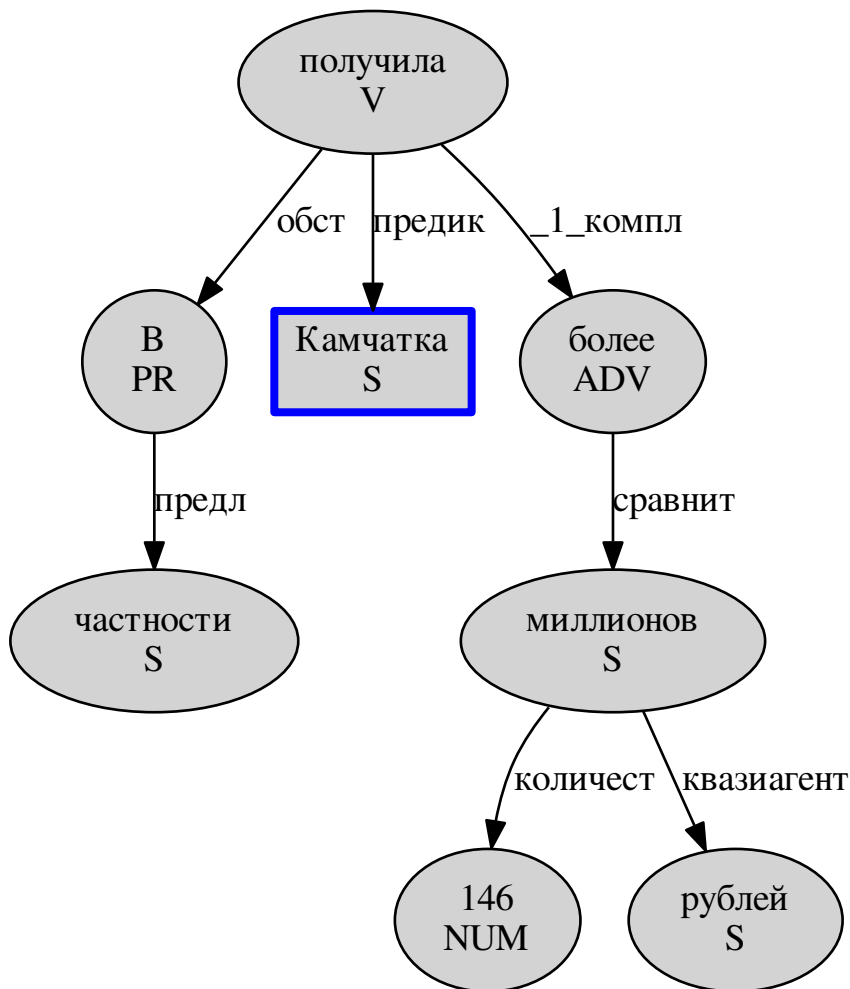 получила
V
обст
предик
_1_компл
В
PR
Камчатка
S
более
ADV
предл
сравнит
частности
S
миллионов
S
количест
квазиагент
146
NUM
рублей
S